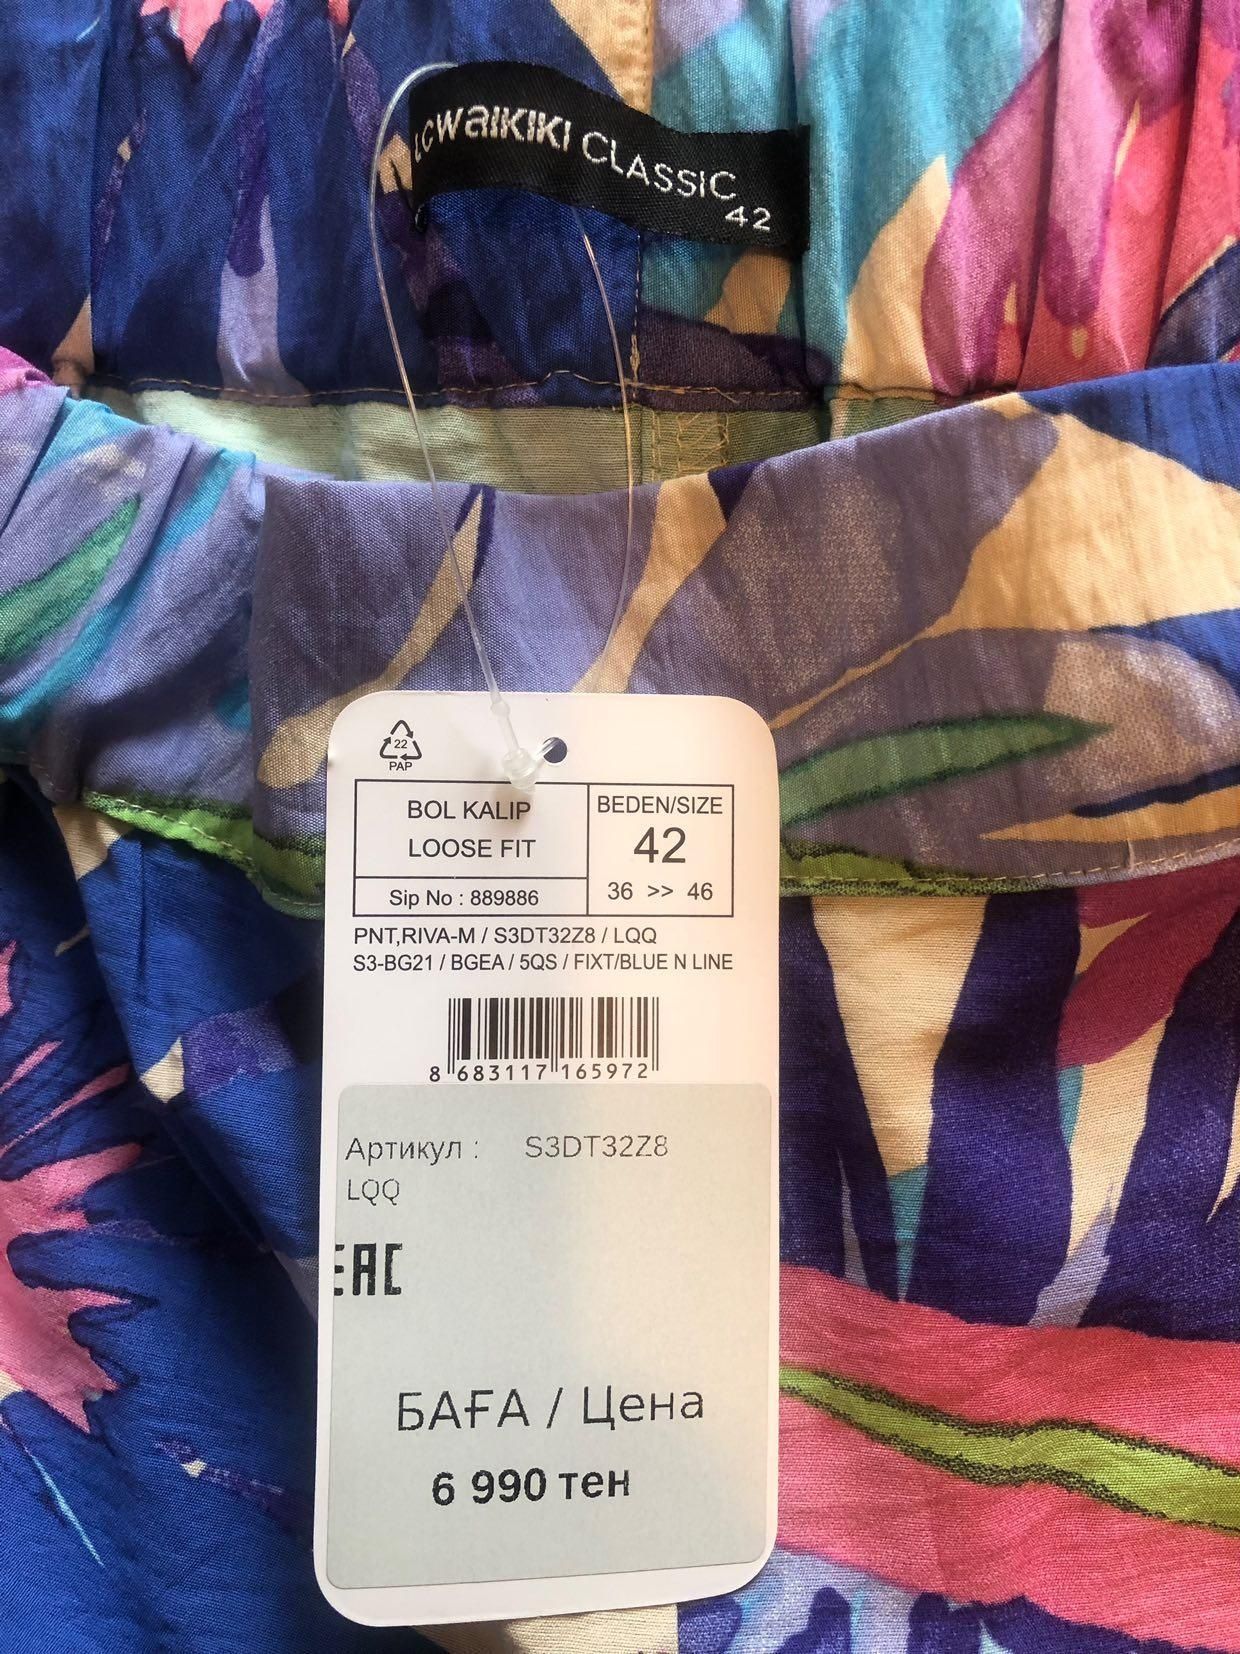 LCWAIKIKI CLASSIC
42
22
PAP
BOL KALIP
LOOSE FIT
Sip No : 889886
BEDEN/SIZE
42
36 >> 46
PNT,RIVA-M / S3DT32Z8 / LQQ
S3-BG21 / BGEA / 5QS / FIXT/BLUE N LINE
8 683117 165972
Артикул : S3DT32Z8
LQQ
EAC
БАҒА / Цена
6 990 тен